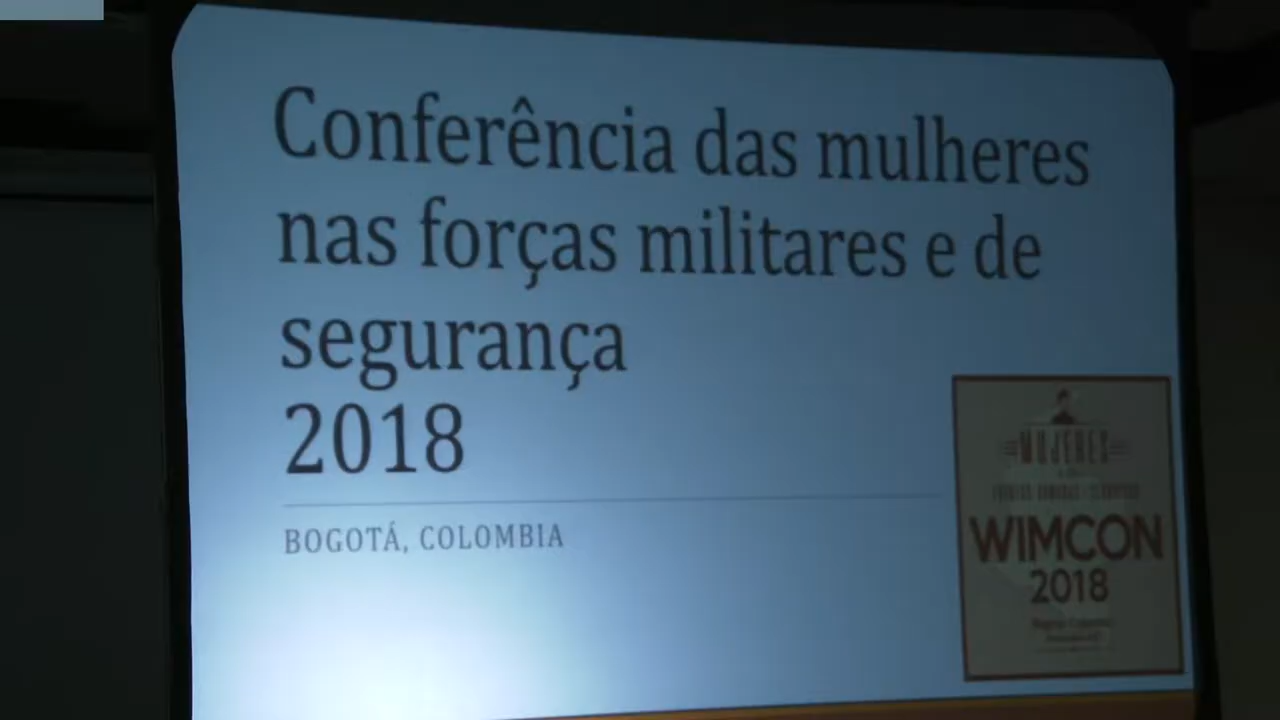 Conferência das mulheres
nas forças militares e de
segurança
2018
BOGOTÁ, COLOMBIA
MUJERES
WIMCON
2018